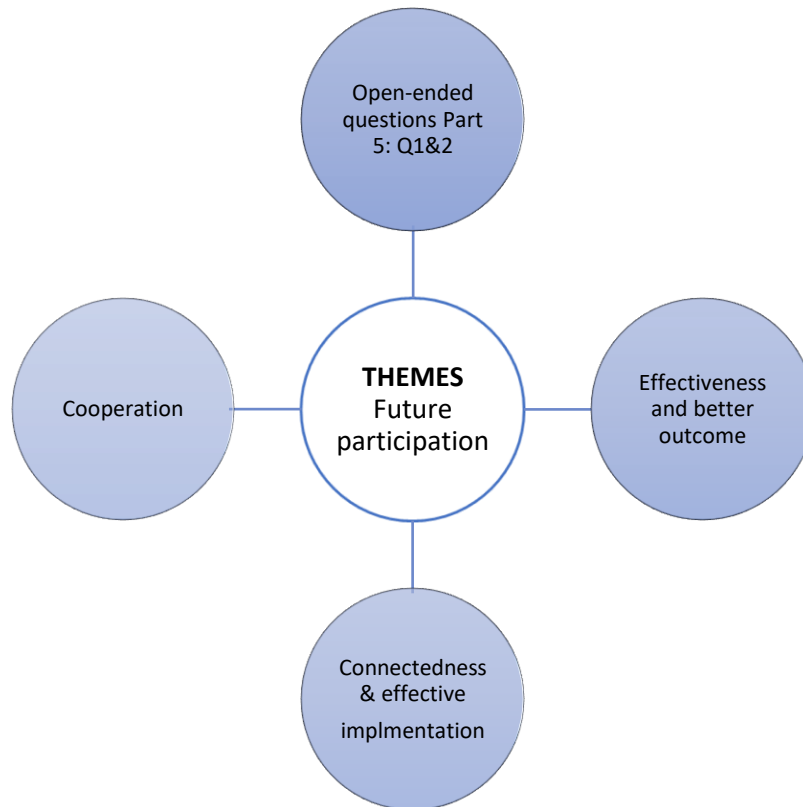 Open-ended
questions Part
5: Q1&2
Cooperation
THEMES
Future
participation
Effectiveness
and better
outcome
Connectedness
& effective
implmentation